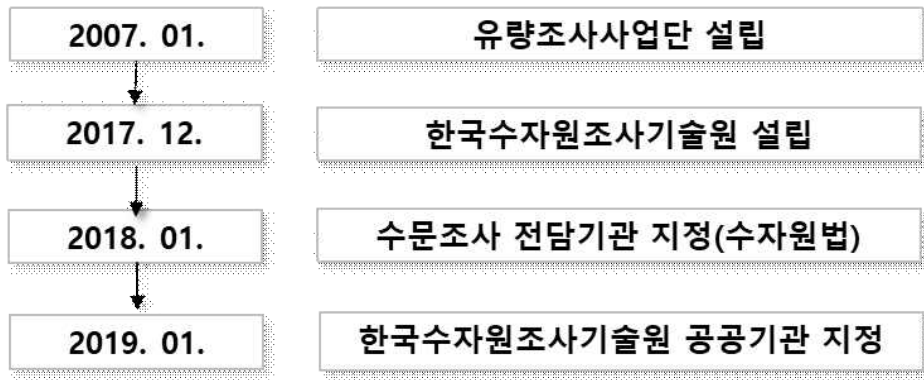 2007. 01.
유량조사사업단 설립
2017. 12.
한국수자원조사기술원 설립
2018. 01.
수문조사 전담기관 지정(수자원법)
2019. 01.
한국수자원조사기술원 공공기관 지정